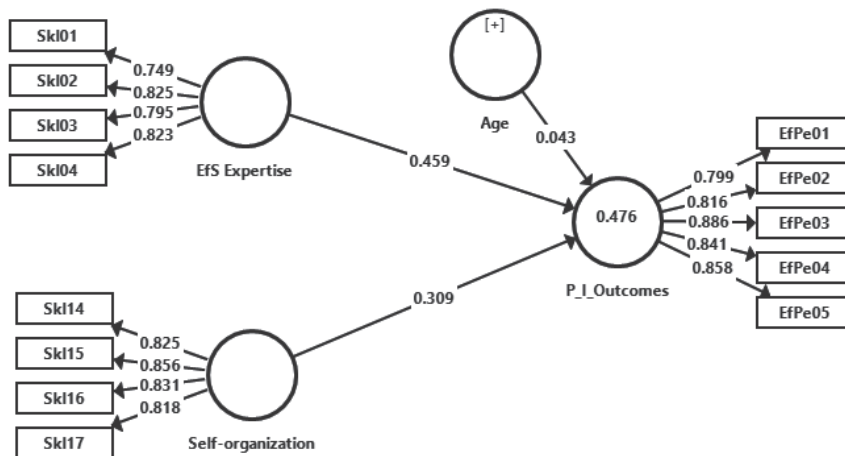 Skl01
Skl02
Skl03
Skl04
0.749
0.825
0.795
0.823
EfS Expertise
[+]
Age
0.043
0.459
0.309
0.476
P_I_Outcomes
0.799
0.816
0.886
0.841
0.858
EfPe01
EfPe02
EfPe03
EfPe04
EfPe05
Skl14
Skl15
Skl16
Skl17
0.825
0.856
0.831
0.818
Self-organization